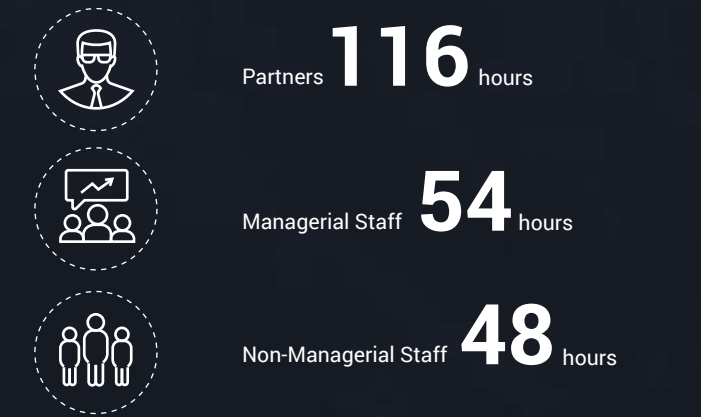 Partners 116 hours
Managerial Staff 54 hours
Non-Managerial Staff 48 hours